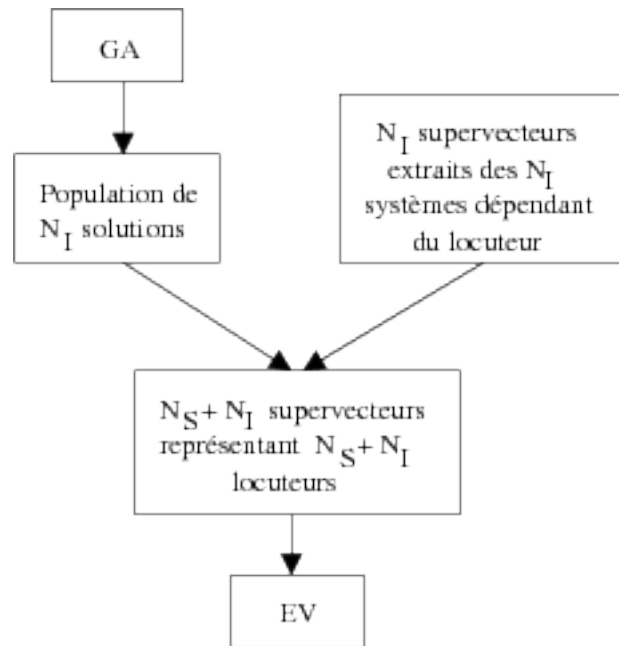 GA
Population de
N_I solutions
N_I supervecteurs
extraits des N_I
systèmes dépendant
du locuteur
N_S + N_I supervecteurs
représentant N_S + N_I
locuteurs
EV